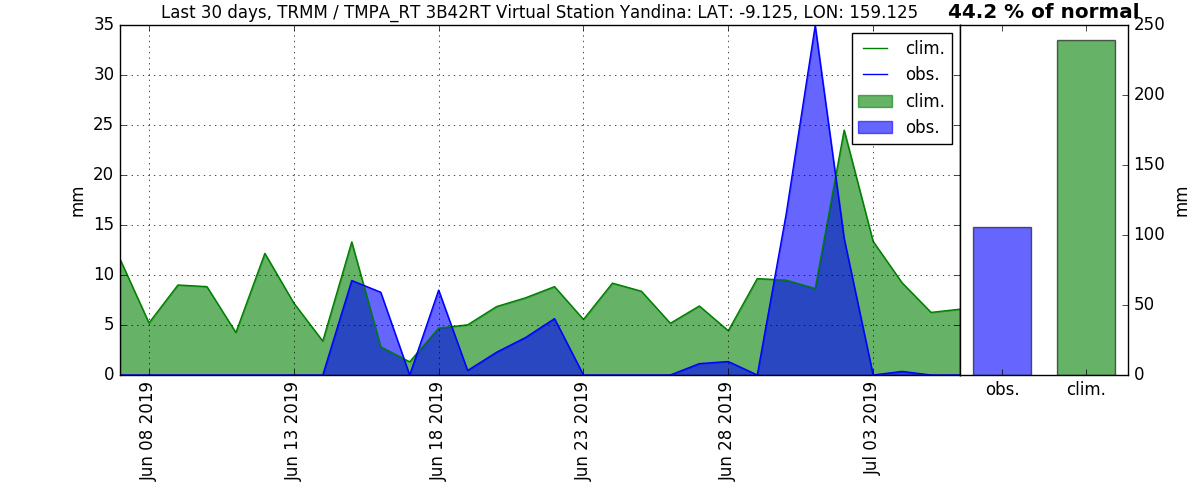 Last 30 days, TRMM / TMPA_RT 3B42RT Virtual Station Yandina: LAT: -9.125, LON: 159.125
44.2 % of normal
35
30
25
20
15
10
5
0
mm
clim.
obs.
clim.
obs.
250
200
150
100
50
0
mm
Jun 08 2019
Jun 13 2019
Jun 18 2019
Jun 23 2019
Jun 28 2019
Jul 03 2019
obs.
clim.